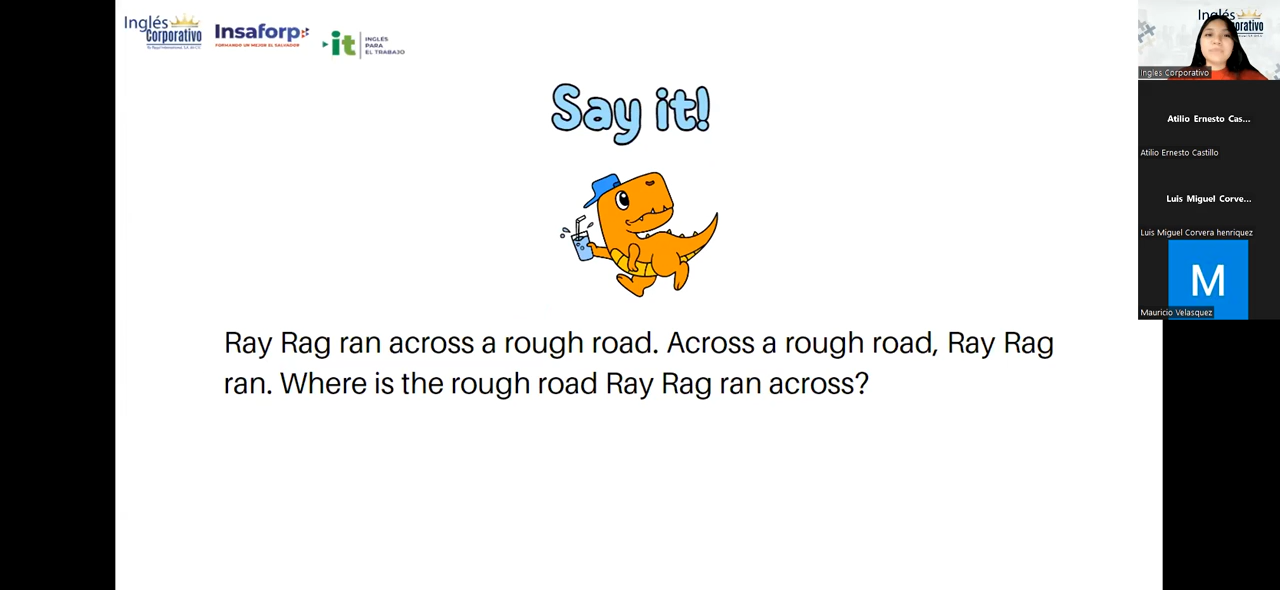 Inglés
Corporativo
Insaforp
FORMANDO UN MEJOR EL SALVADOR
it
INGLÉS
PARA
EL TRABAJO
Say it!
Ray Rag ran across a rough road. Across a rough road, Ray Rag
ran. Where is the rough road Ray Rag ran across?
Inglés
Corporativo
Ingles Corporativo
Atilio Ernesto Cas...
Atilio Ernesto Castillo
Luis Miguel Corve...
Luis Miguel Corvera henriquez
M
Mauricio Velasquez